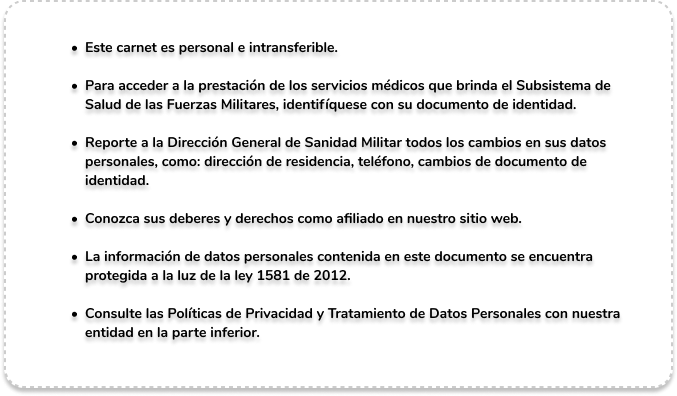 • Este carnet es personal e intransferible.
• Para acceder a la prestación de los servicios médicos que brinda el Subsistema de
Salud de las Fuerzas Militares, identifíquese con su documento de identidad.
• Reporte a la Dirección General de Sanidad Militar todos los cambios en sus datos
personales, como: dirección de residencia, teléfono, cambios de documento de
identidad.
• Conozca sus deberes y derechos como afiliado en nuestro sitio web.
• La información de datos personales contenida en este documento se encuentra
protegida a la luz de la ley 1581 de 2012.
• Consulte las Políticas de Privacidad y Tratamiento de Datos Personales con nuestra
entidad en la parte inferior.